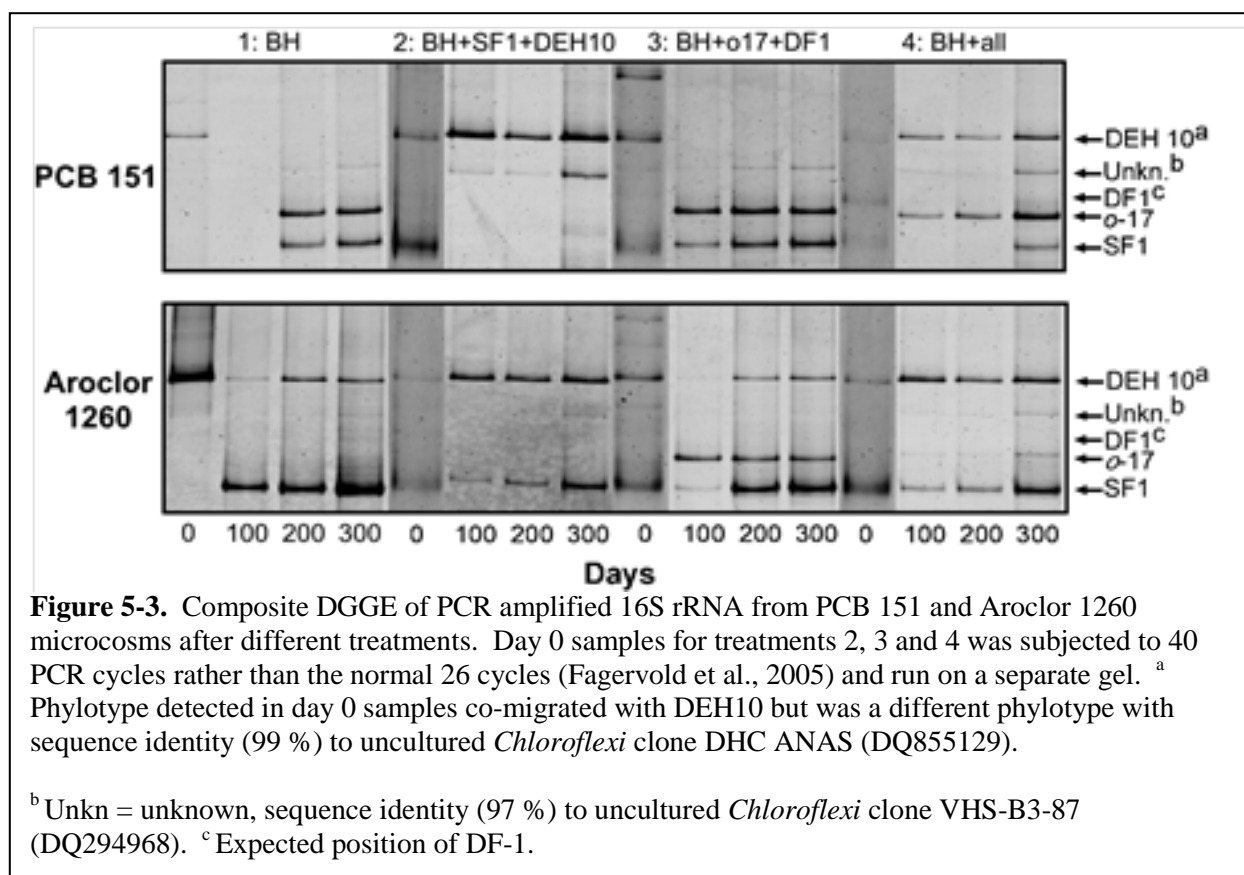 1: BH 2: BH+SF1+DEH10 3: BH+o17+DF1 4: BH+all
PCB 151
DEH 10a
Unkn.b
DF1c
o-17
SF1
Aroclor
1260
DEH 10a
Unkn.b
DF1c
o-17
SF1
0 100 200 300 0 100 200 300 0 100 200 300 0 100 200 300
Days
Figure 5-3. Composite DGGE of PCR amplified 16S rRNA from PCB 151 and Aroclor 1260
microcosms after different treatments. Day 0 samples for treatments 2, 3 and 4 was subjected to 40
PCR cycles rather than the normal 26 cycles (Fagervold et al., 2005) and run on a separate gel. a
Phylotype detected in day 0 samples co-migrated with DEH10 but was a different phylotype with
sequence identity (99 %) to uncultured Chloroflexi clone DHC ANAS (DQ855129).
b Unkn = unknown, sequence identity (97 %) to uncultured Chloroflexi clone VHS-B3-87
(DQ294968). c Expected position of DF-1.